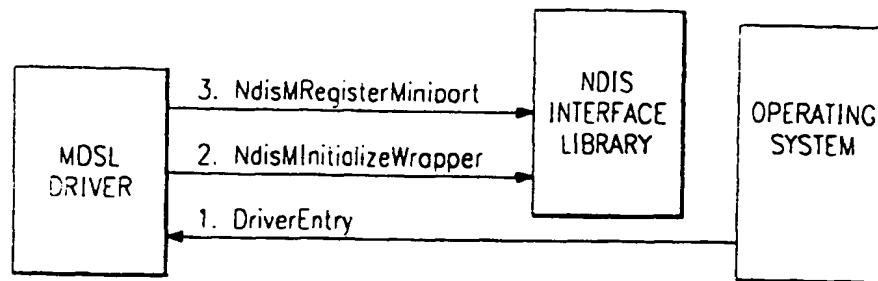 3. NdisMRegisterMiniport
2. NdisMInitializeWrapper
1. DriverEntry
MDSL
DRIVER
NDIS
INTERFACE
LIBRARY
OPERATING
SYSTEM